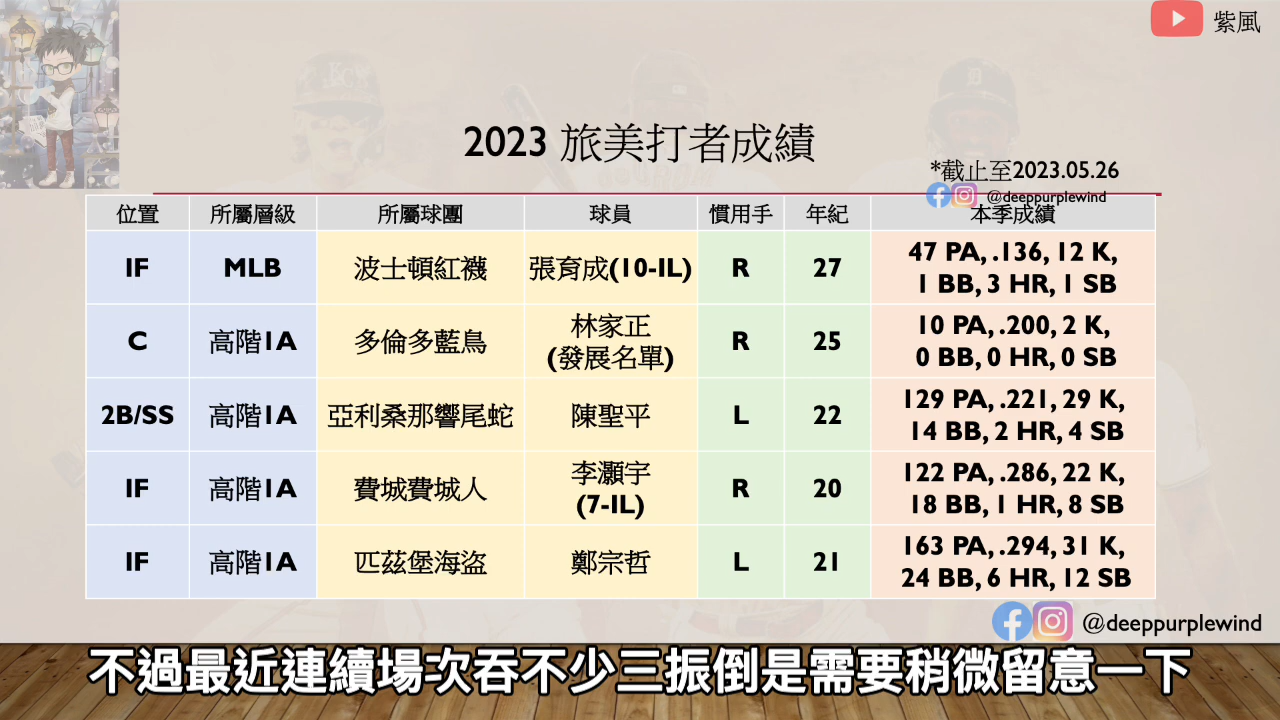 紫風
2023 旅美打者成績
*截止至2023.05.26
@deeppurplewind
位置 所屬層級 所屬球團 球員 慣用手 年紀 本季成績
IF MLB 波士頓紅襪 張育成(10-IL) R 27 47 PA, .136, 12 K,
1 BB, 3 HR, 1 SB
C 高階1A 多倫多藍鳥 林家正
(發展名單) R 25 10 PA, .200, 2 K,
0 BB, 0 HR, 0 SB
2B/SS 高階1A 亞利桑那響尾蛇 陳聖平 L 22 129 PA, .221, 29 K,
14 BB, 2 HR, 4 SB
IF 高階1A 費城費城人 李灝宇
(7-IL) R 20 122 PA, .286, 22 K,
18 BB, 1 HR, 8 SB
IF 高階1A 匹茲堡海盜 鄭宗哲 L 21 163 PA, .294, 31 K,
24 BB, 6 HR, 12 SB
@deeppurplewind
不過最近連續場次吞不少三振倒是需要稍微留意一下